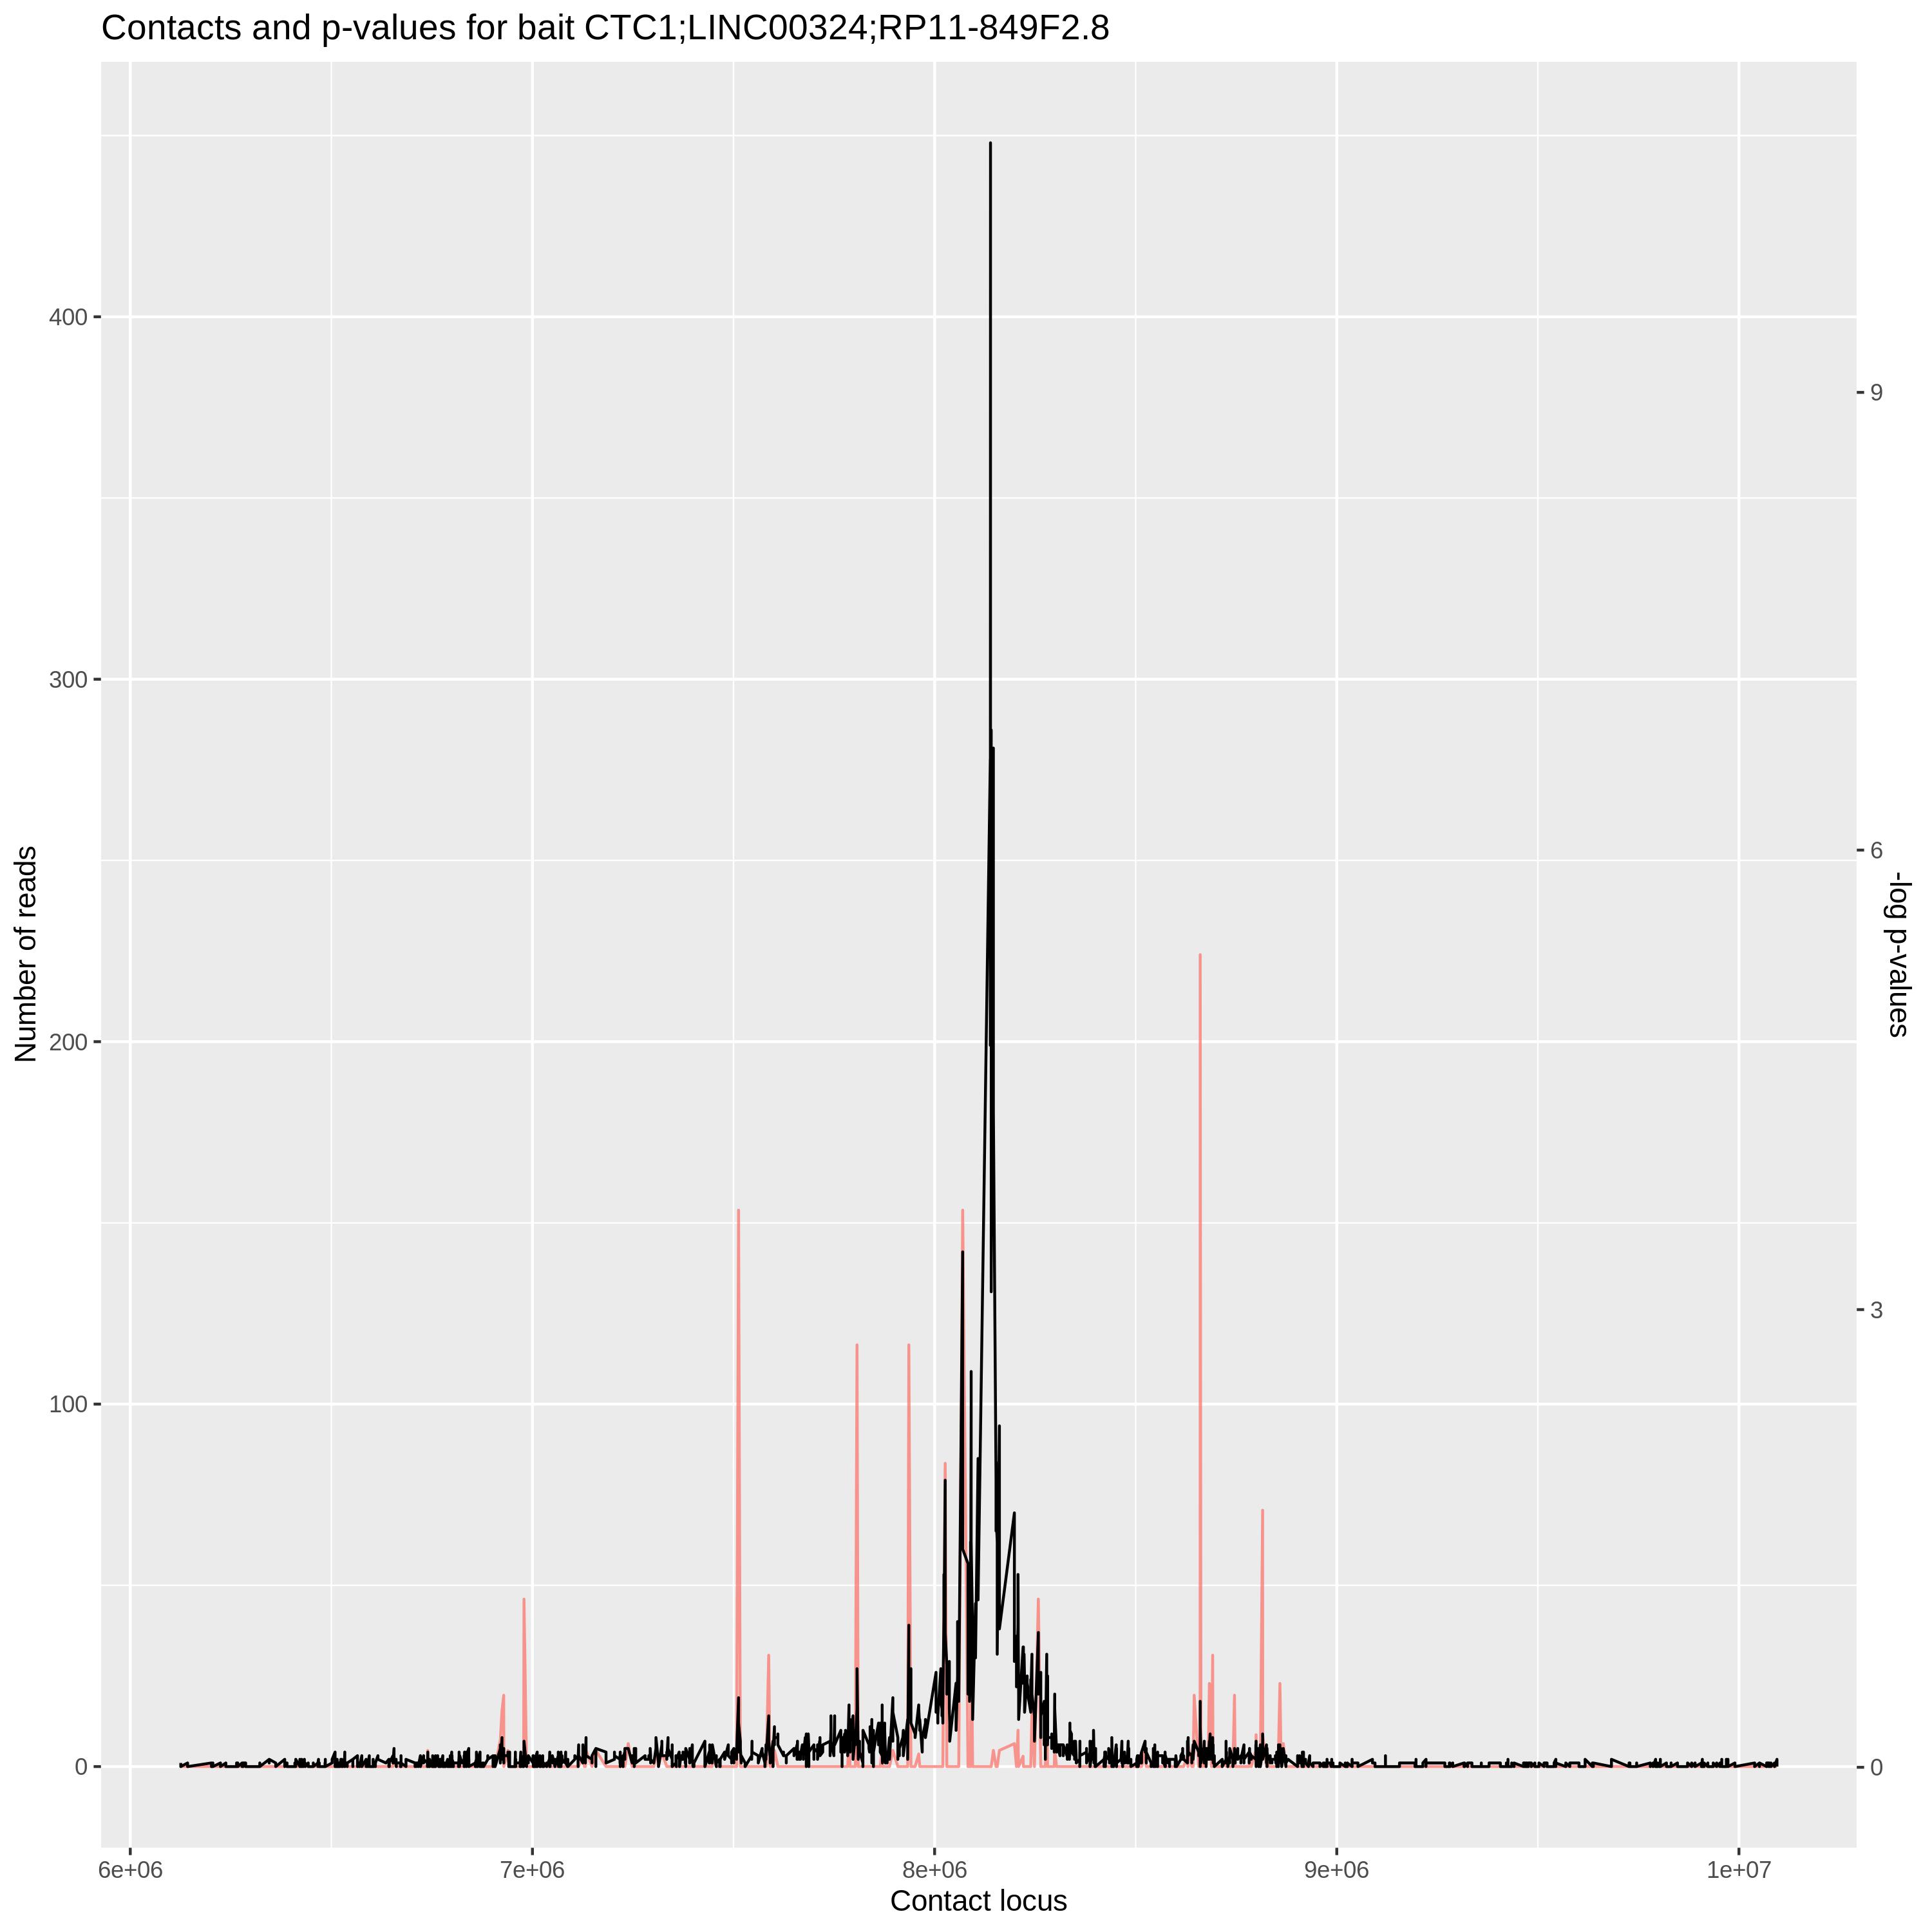 Contacts and p-values for bait CTC1;LINC00324;RP11-849F2.8
Number of reads
400
300
200
100
0
9
6
3
0
-log p-values
6e+06 7e+06 8e+06 9e+06 1e+07
Contact locus